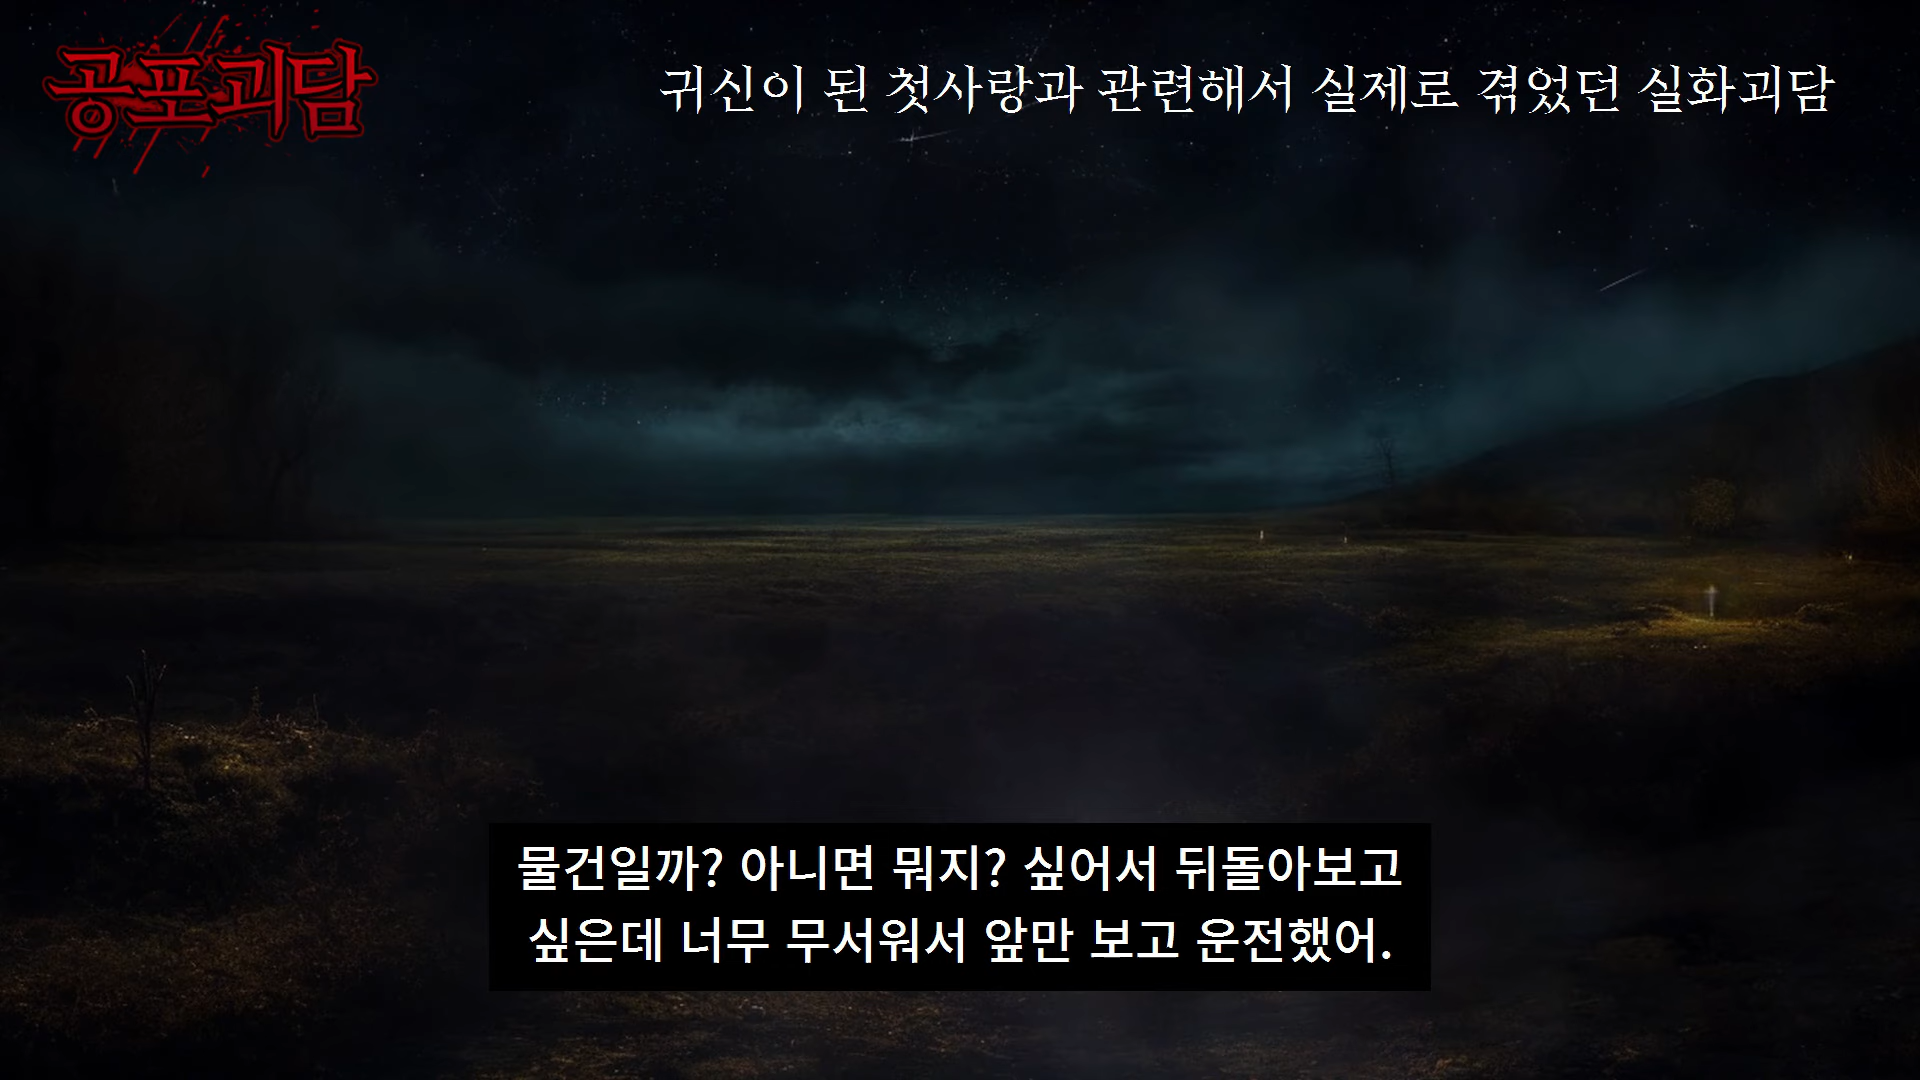 공포괴담
귀신이 된 첫사랑과 관련해서 실제로 겪었던 실화괴담
물건일까? 아니면 뭐지? 싶어서 뒤돌아보고
싶은데 너무 무서워서 앞만 보고 운전했어.